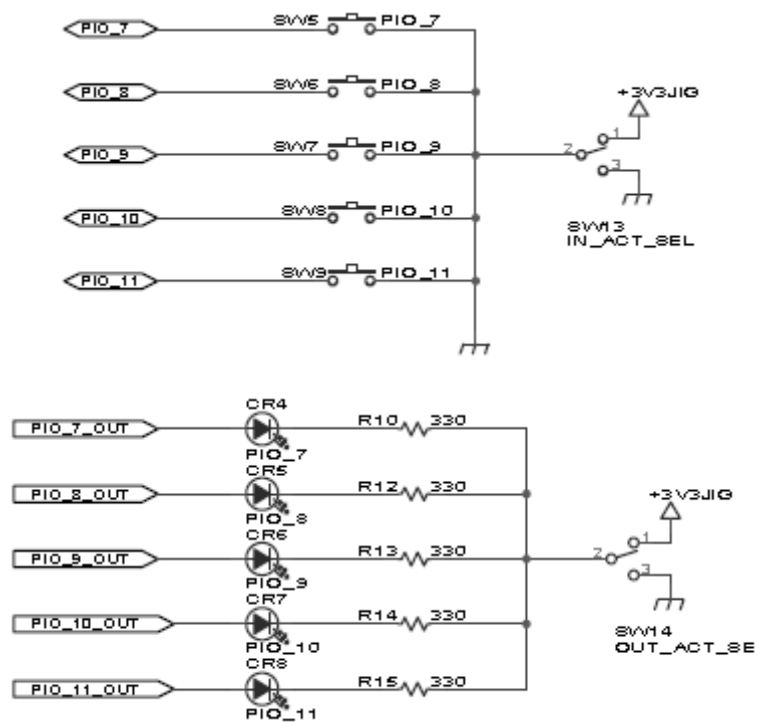 PIO_7 SW5 PIO_7
PIO_8 SW6 PIO_8
+3V3JIG
PIO_9 SW7 PIO_9 2 1
3
PIO_10 SW8 PIO_10
SW13
IN_ACT_SEL
PIO_11 SW9 PIO_11
CR4
PIO_7_OUT R10 330
PIO_7
CR5
PIO_8_OUT R12 330
+3V3JIG
PIO_8
CR6
1
PIO_9_OUT R13 330 2
3
PIO_9
CR7
PIO_10_OUT R14 330
SW14
PIO_10
OUT_ACT_SE
CR8
PIO_11_OUT R15 330
PIO_11